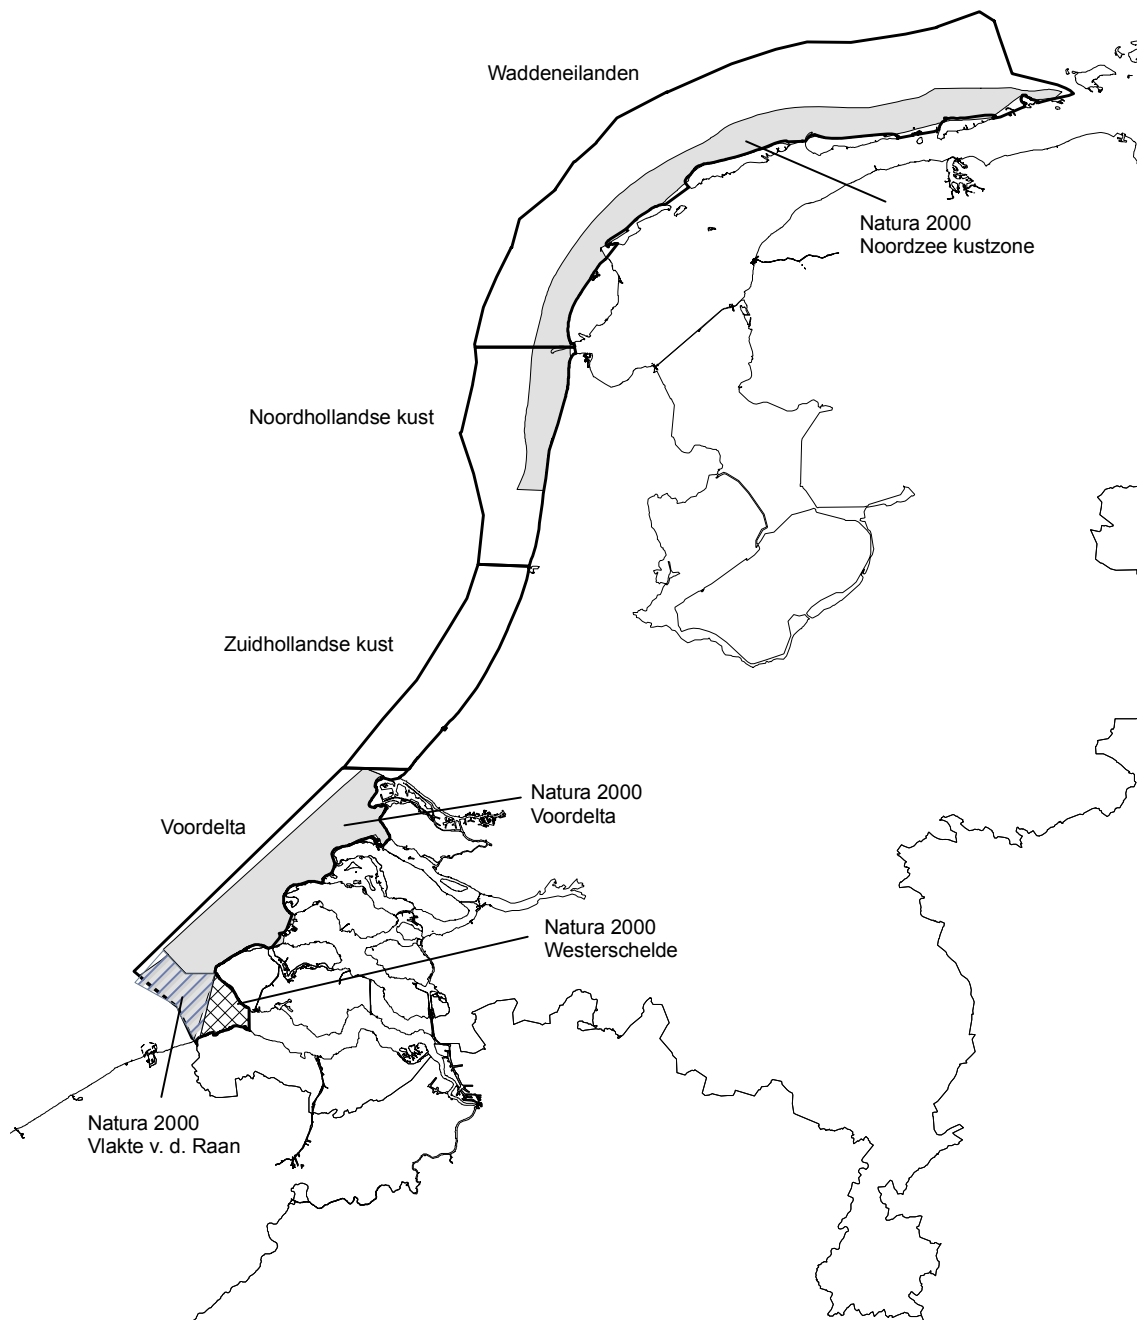 Waddeneilanden
Natura 2000
Noordzee kustzone
Noordhollandse kust
Zuidhollandse kust
Natura 2000
Voordelta
Voordelta
Natura 2000
Westerschelde
Natura 2000
Vlakte v. d. Raan